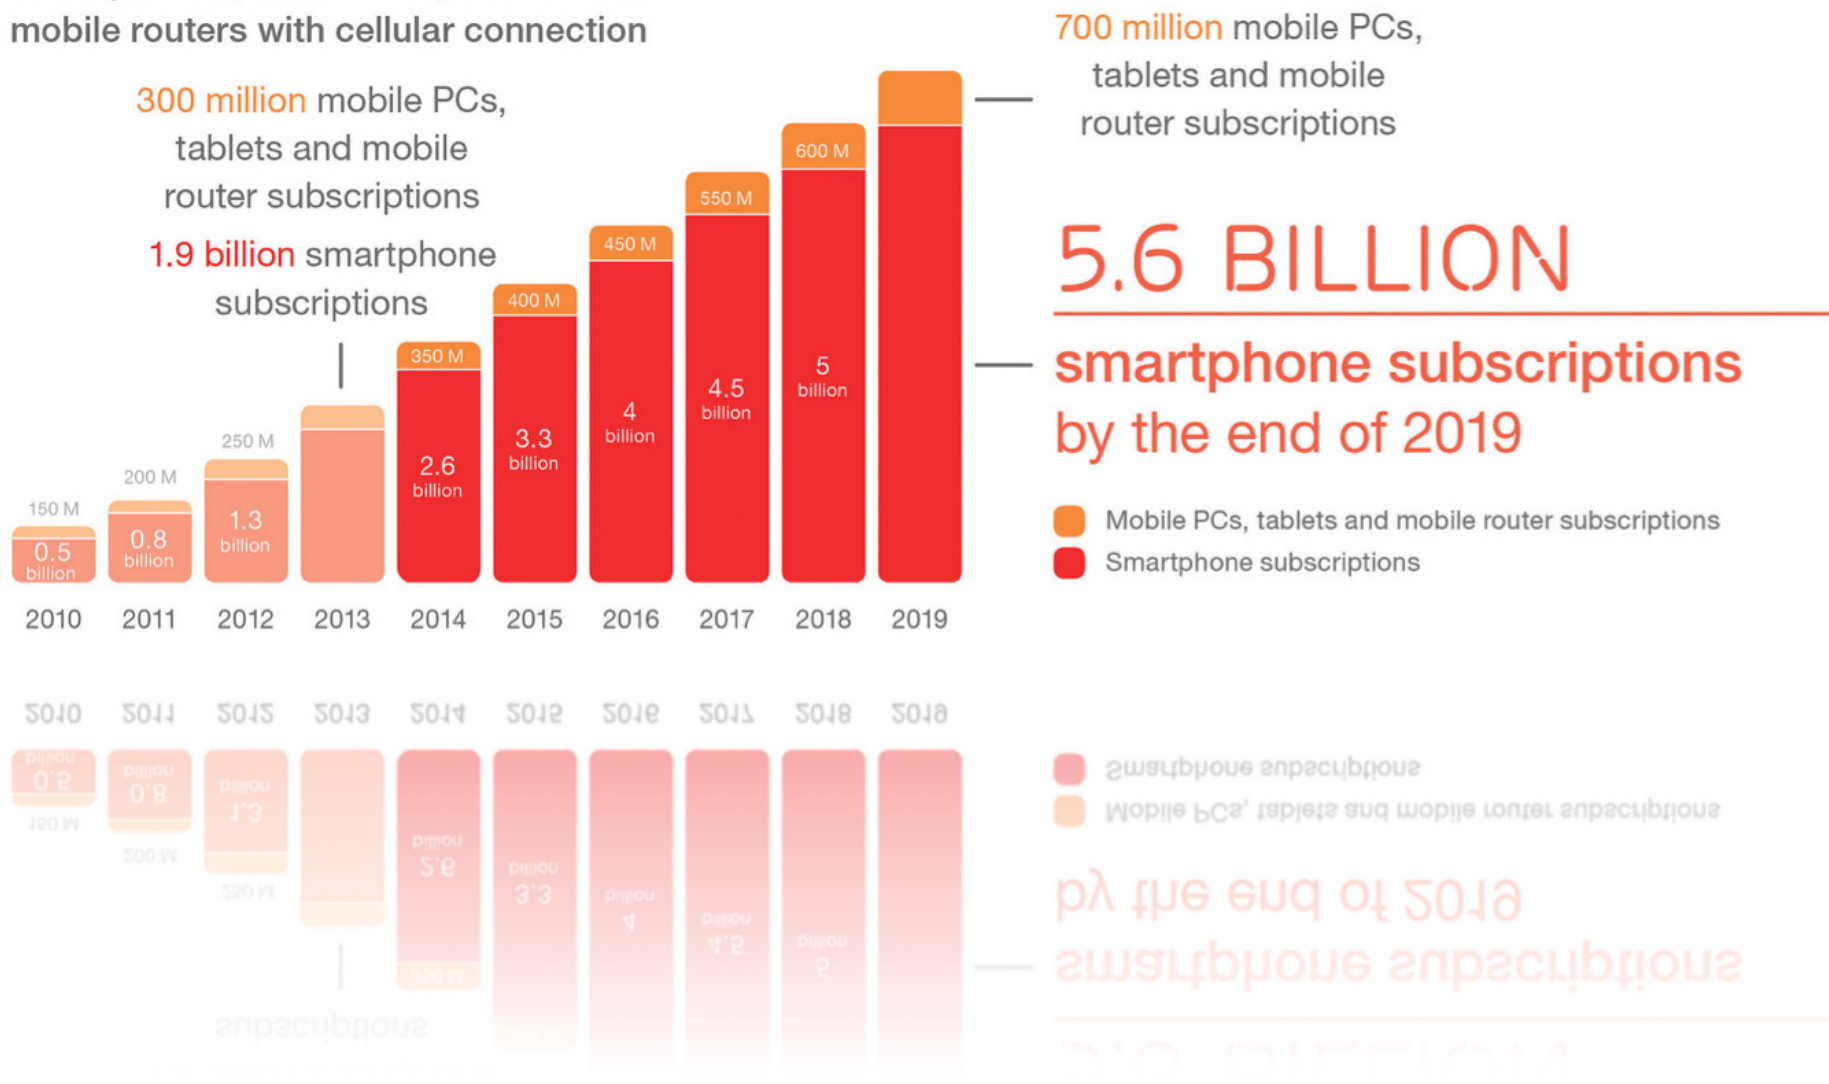 mobile routers with cellular connection
300 million mobile PCs,
tablets and mobile
router subscriptions
1.9 billion smartphone
subscriptions
700 million mobile PCs,
tablets and mobile
router subscriptions
5.6 BILLION
smartphone subscriptions
by the end of 2019
Mobile PCs, tablets and mobile router subscriptions
Smartphone subscriptions
150 M
0.5
billion
200 M
0.8
billion
250 M
1.3
billion
350 M
2.6
billion
400 M
3.3
billion
450 M
4
billion
550 M
4.5
billion
600 M
5
billion
2010 2011 2012 2013 2014 2015 2016 2017 2018 2019